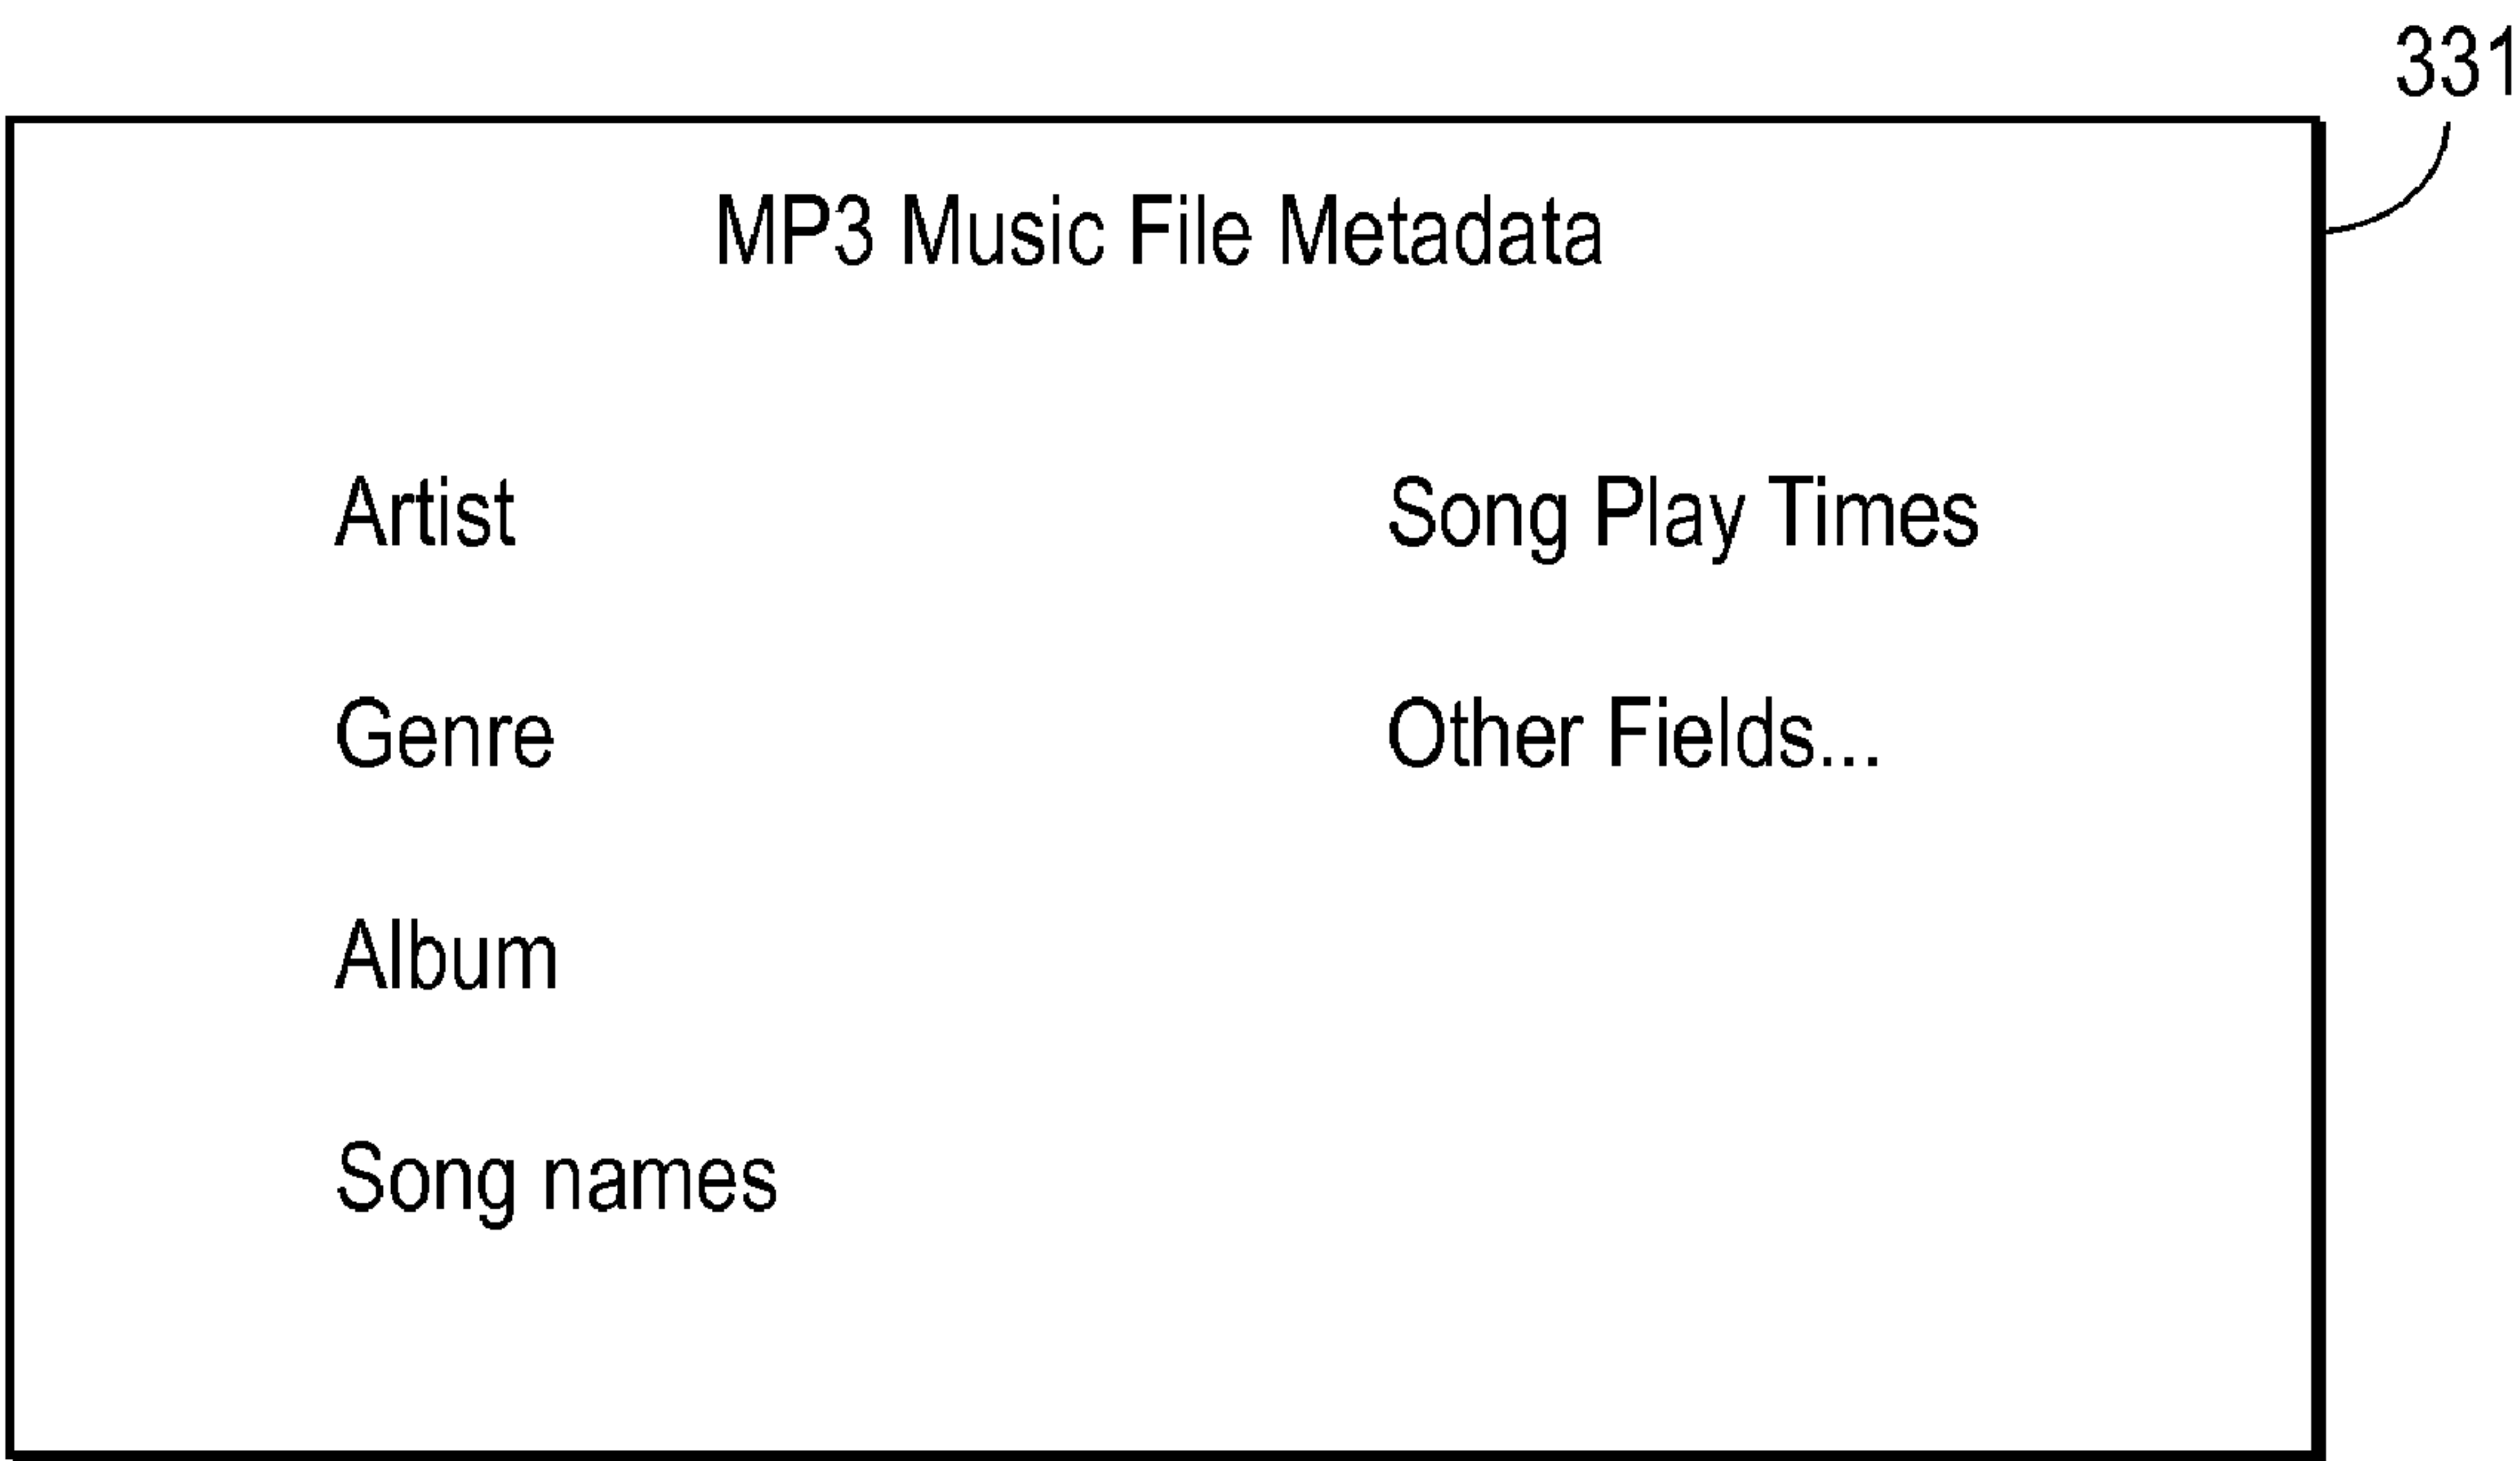 331
MP3 Music File Metadata
Artist
Song Play Times
Genre
Other Fields...
Album
Song names